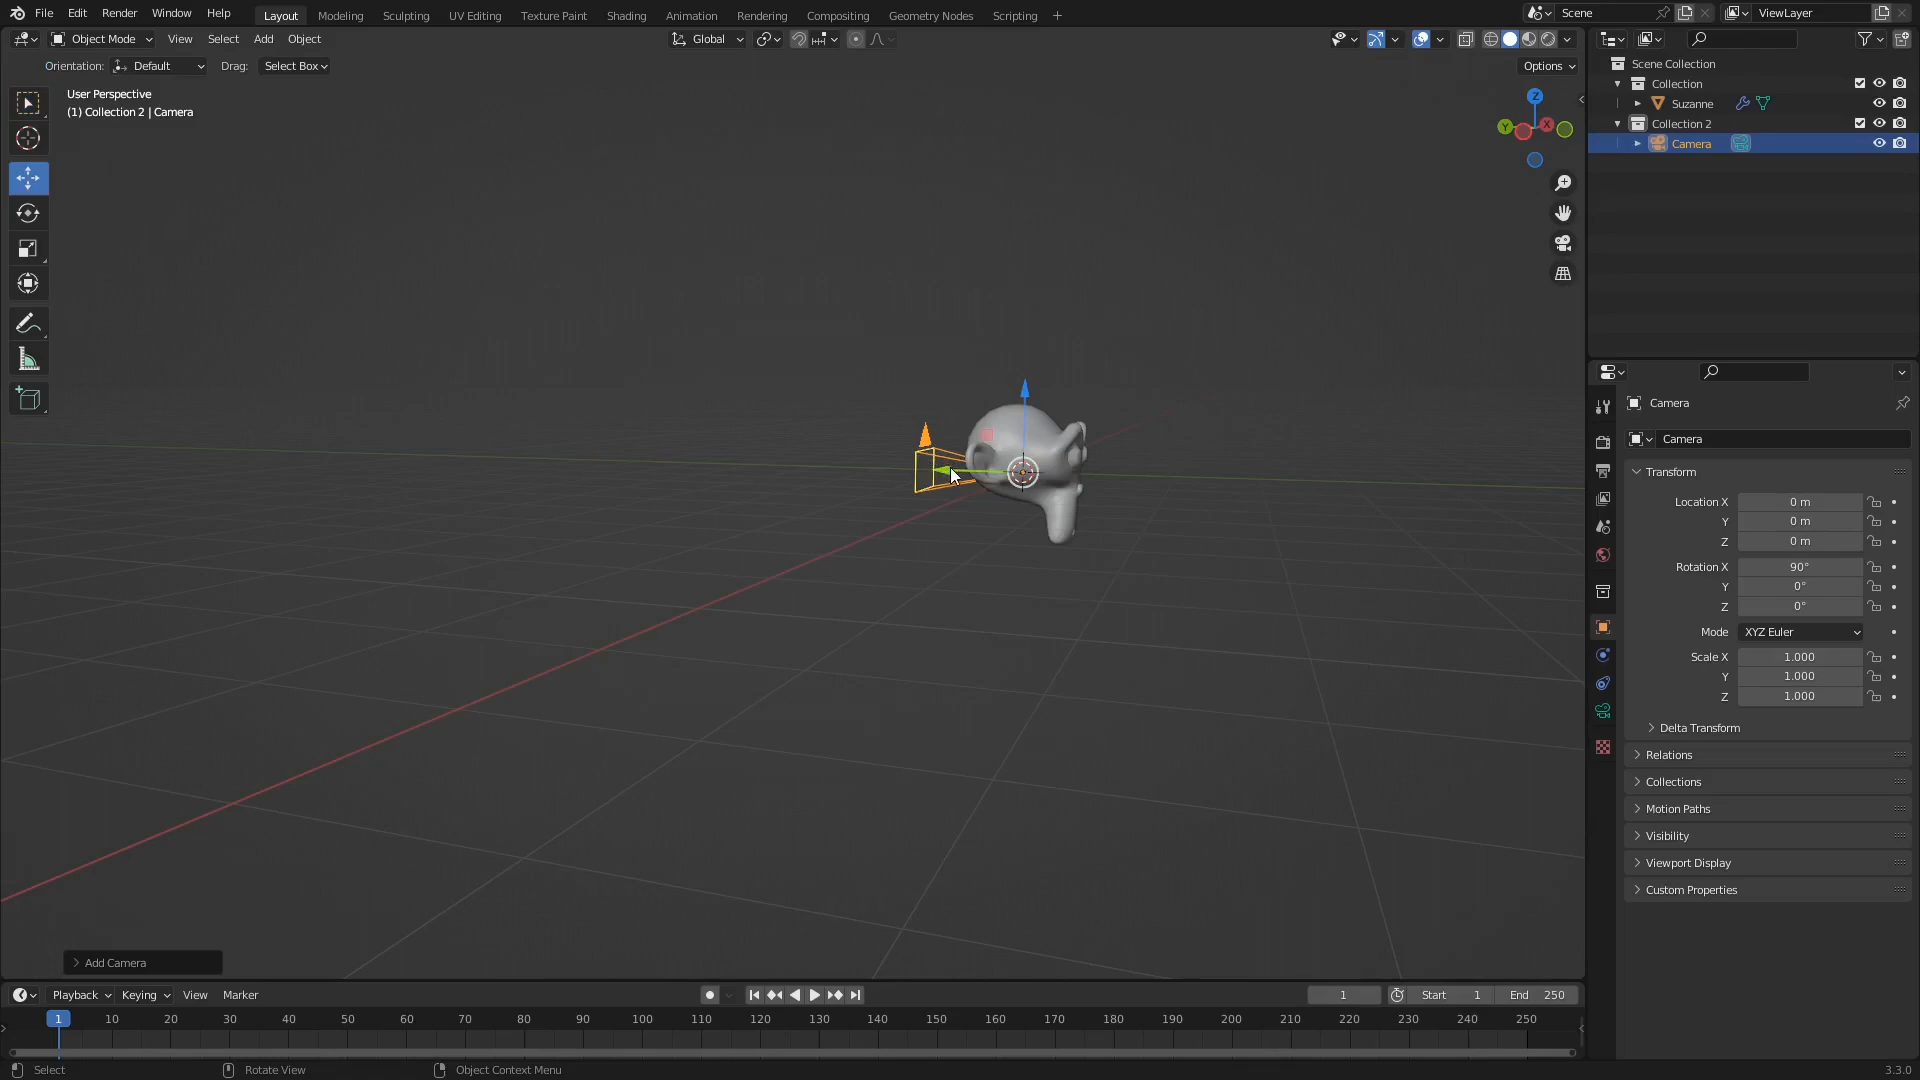 File Edit Render Window Help Layout Modeling Sculpting UV Editing Texture Paint Shading Animation Rendering Compositing Geometry Nodes Scripting + Scene ViewLayer
Object Mode View Select Add Object Global
Orientation: Default Drag: Select Box Options
User Perspective
(1) Collection 2 | Camera
Z
Y
X
Add Camera
Scene Collection
Collection
Suzanne
Collection 2
Camera
Camera
Camera
Transform
Location X 0 m
Y 0 m
Z 0 m
Rotation X 90°
Y 0°
Z 0°
Mode XYZ Euler
Scale X 1.000
Y 1.000
Z 1.000
Delta Transform
Relations
Collections
Motion Paths
Visibility
Viewport Display
Custom Properties
Playback Keying View Marker 1 Start 1 End 250
1 10 20 30 40 50 60 70 80 90 100 110 120 130 140 150 160 170 180 190 200 210 220 230 240 250
Select Rotate View Object Context Menu 3.3.0